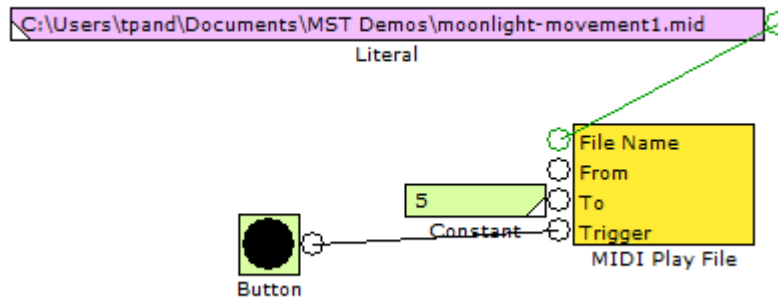 C:\Users\tpand\Documents\MST Demos\moonlight-movement1.mid
Literal
File Name
From
5
To
Constant
Trigger
MIDI Play File
Button